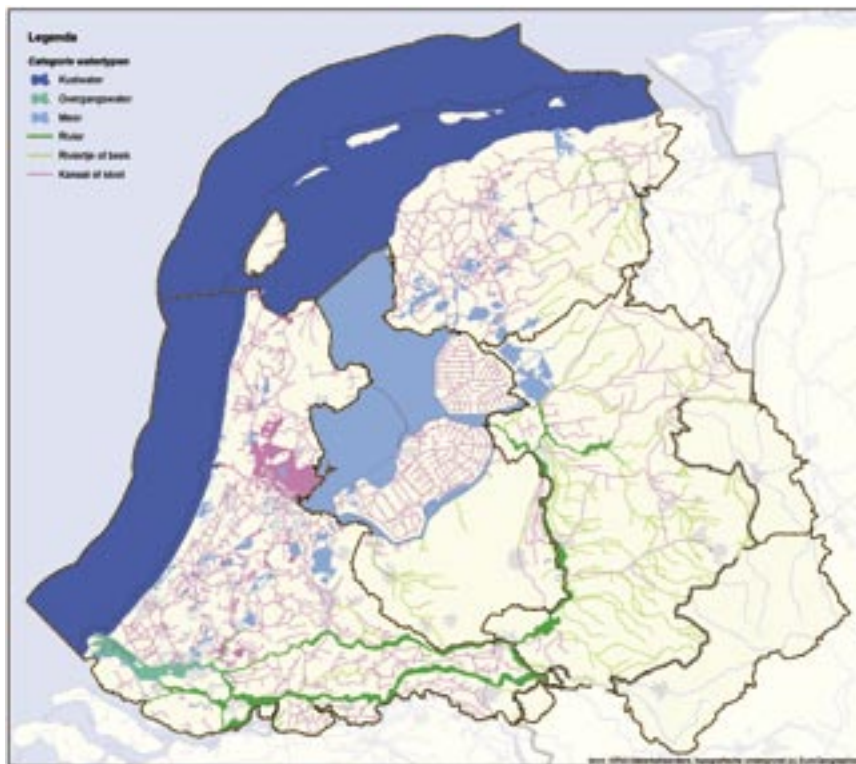 Legenda
Categorie watertypen
Kustwater
Overgangswater
Meer
Rivier
Riviertje of beek
Kanaal of sloot